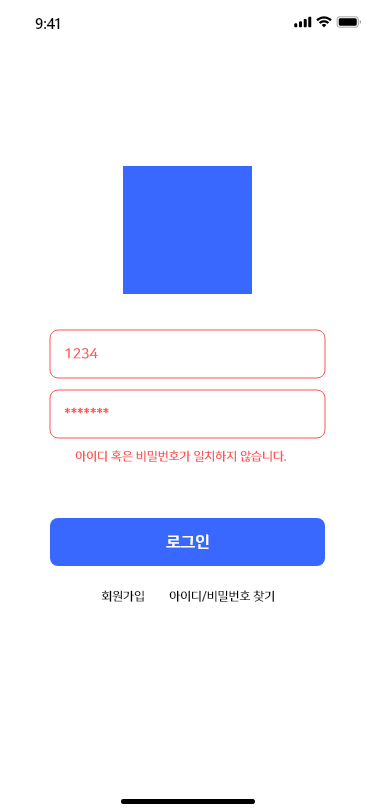 9:41
1234
*******
아이디 혹은 비밀번호가 일치하지 않습니다.
로그인
회원가입 아이디/비밀번호 찾기